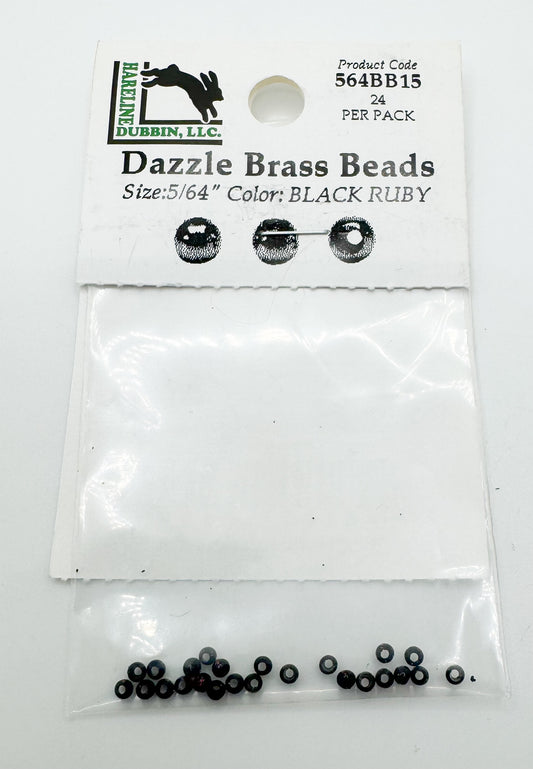 HARELINE
DUBBIN, LLC.
Product Code
564BB15
24
PER PACK
Dazzle Brass Beads
Size:5/64" Color: BLACK RUBY